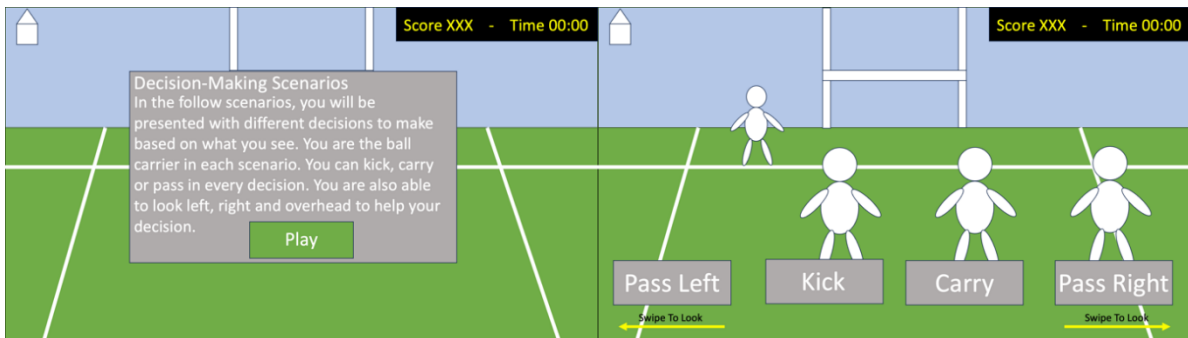 Score XXX - Time 00:00
Decision-Making Scenarios
In the follow scenarios, you will be
presented with different decisions to make
based on what you see. You are the ball
carrier in each scenario. You can kick, carry
or pass in every decision. You are also able
to look left, right and overhead to help your
decision.
Play
Score XXX - Time 00:00
Pass Left
Kick
Carry
Pass Right
Swipe To Look
Swipe To Look